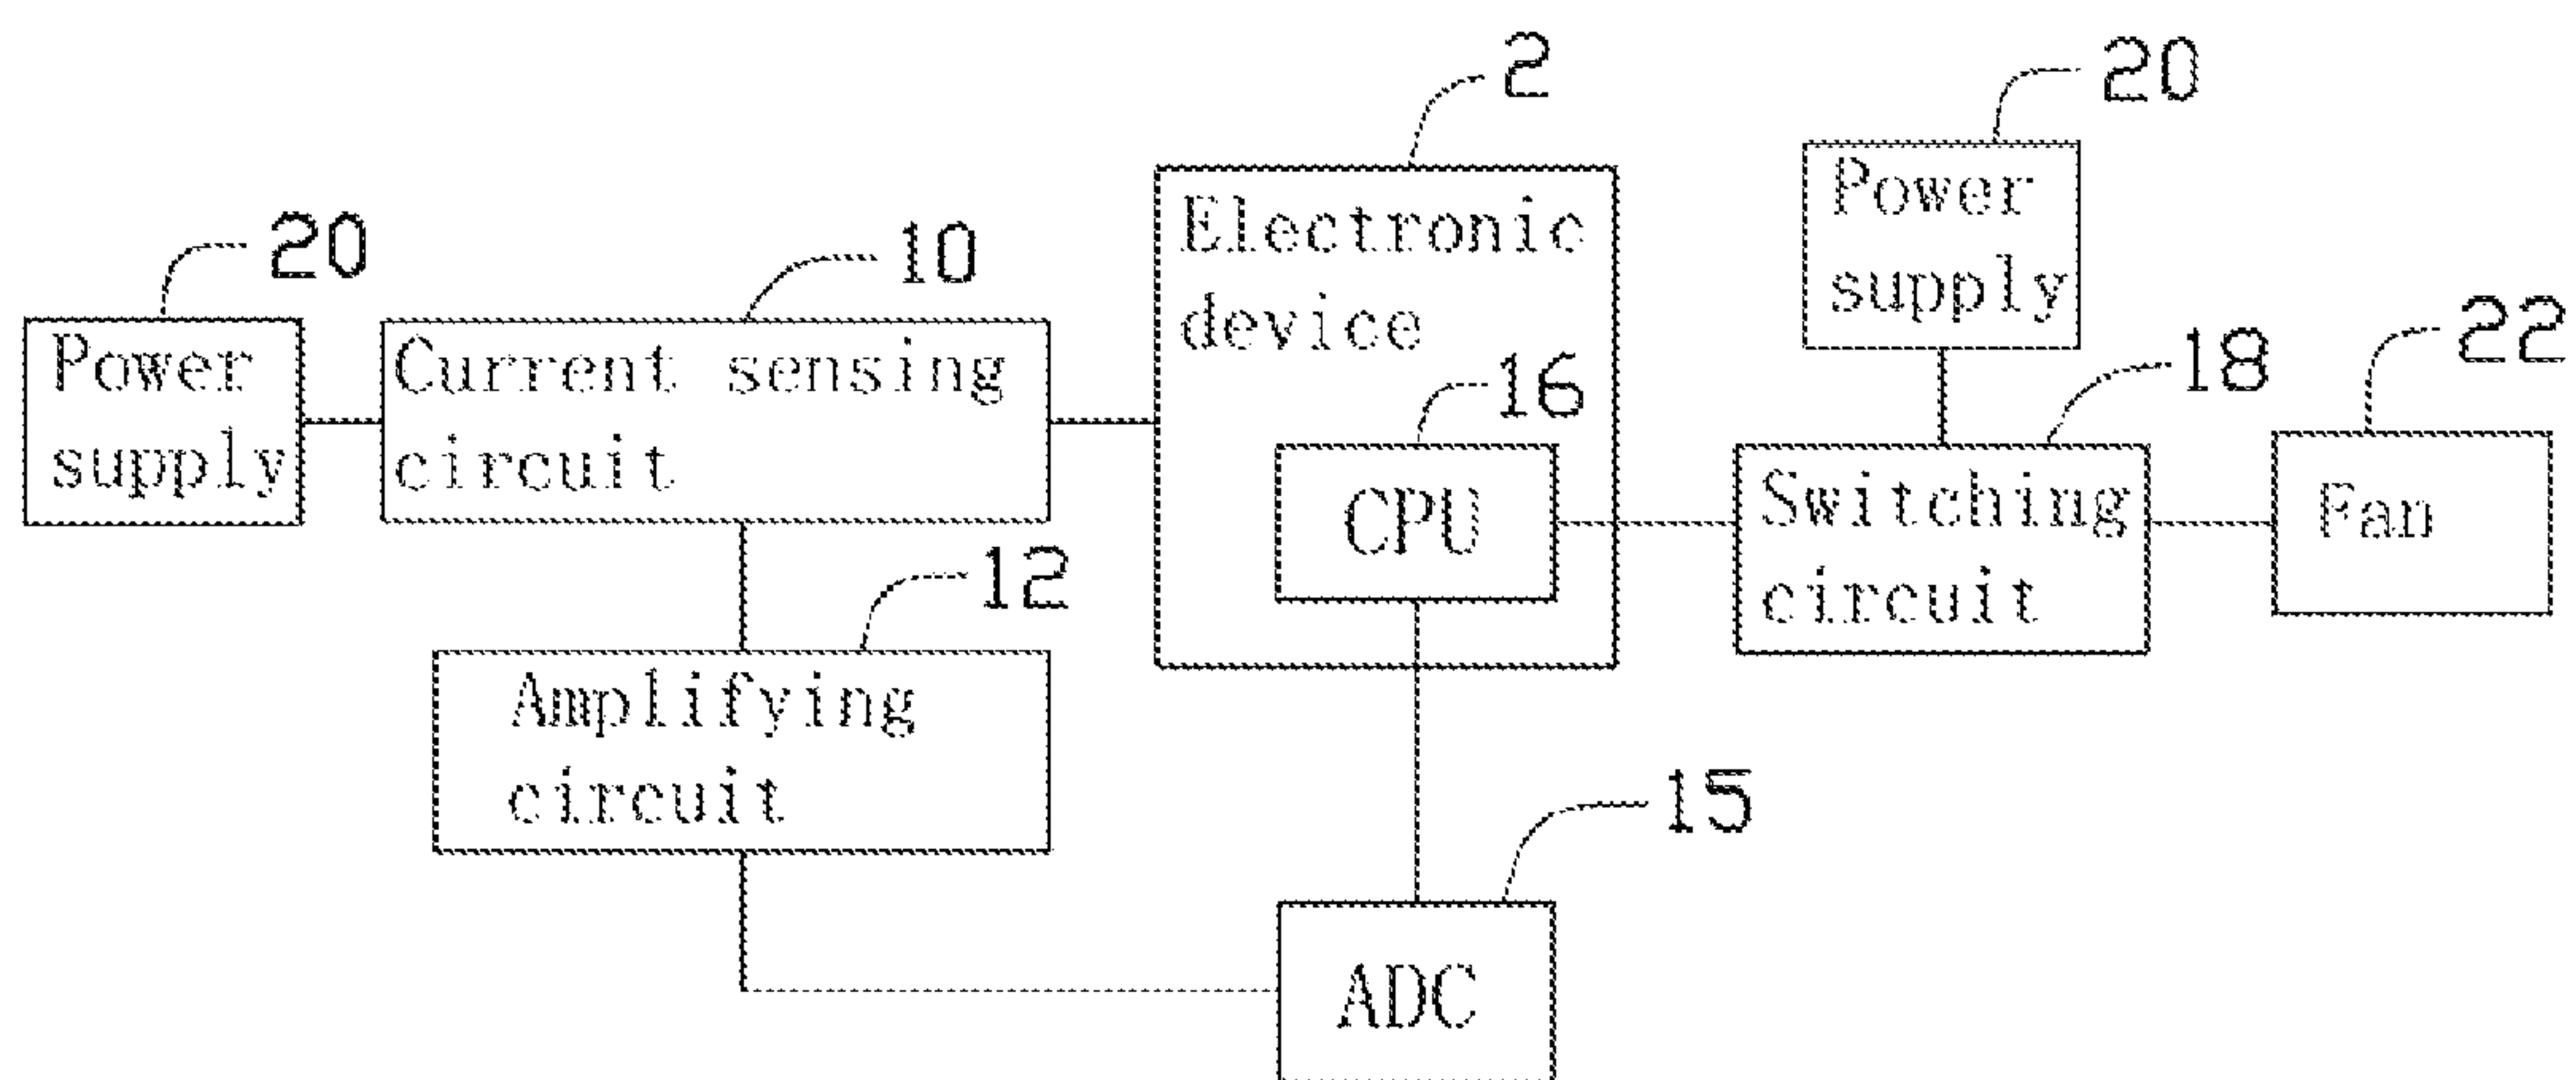 2
20
20
10
Electronic
device
Power
supply
Power
supply
Current sensing
circuit
16
18
22
CPU
Switching
circuit
Fan
12
Amplifying
circuit
15
ADC